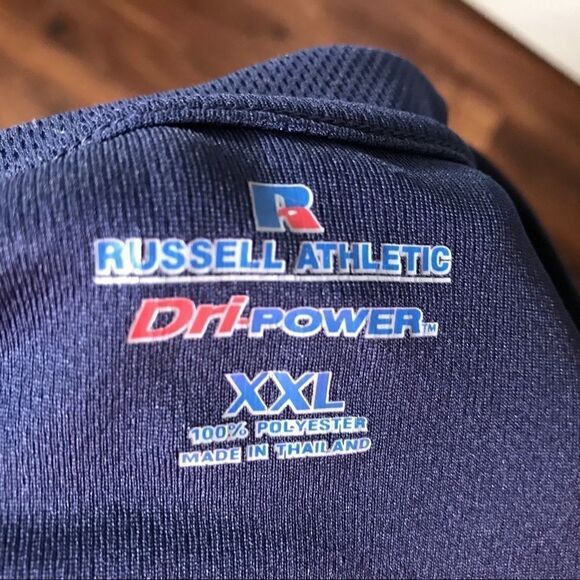 R
RUSSELL ATHLETIC
Dri-POWER™
XXL
100% POLYESTER
MADE IN THAILAND